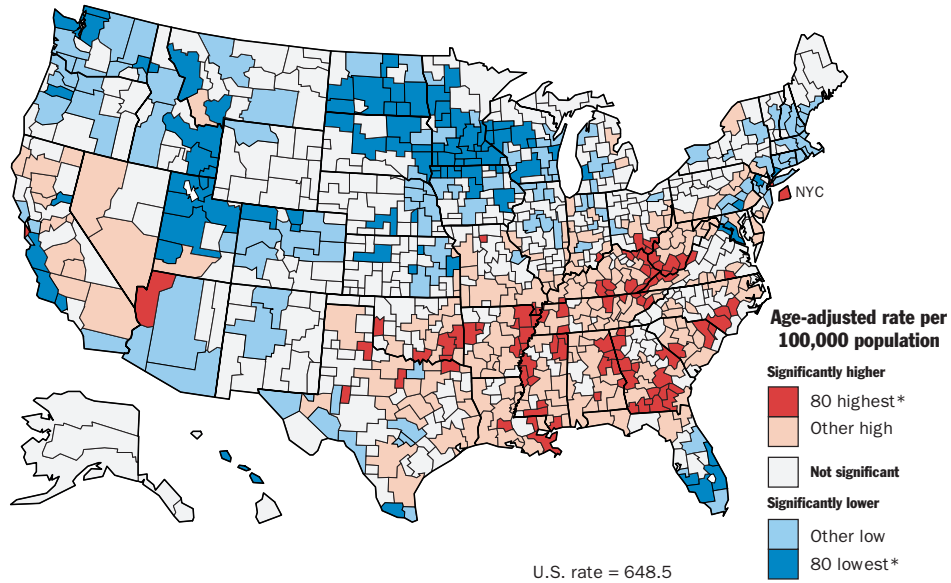 NYC
Age-adjusted rate per
100,000 population
Significantly higher
80 highest*
Other high
Not significant
Significantly lower
Other low
80 lowest*
U.S. rate = 648.5